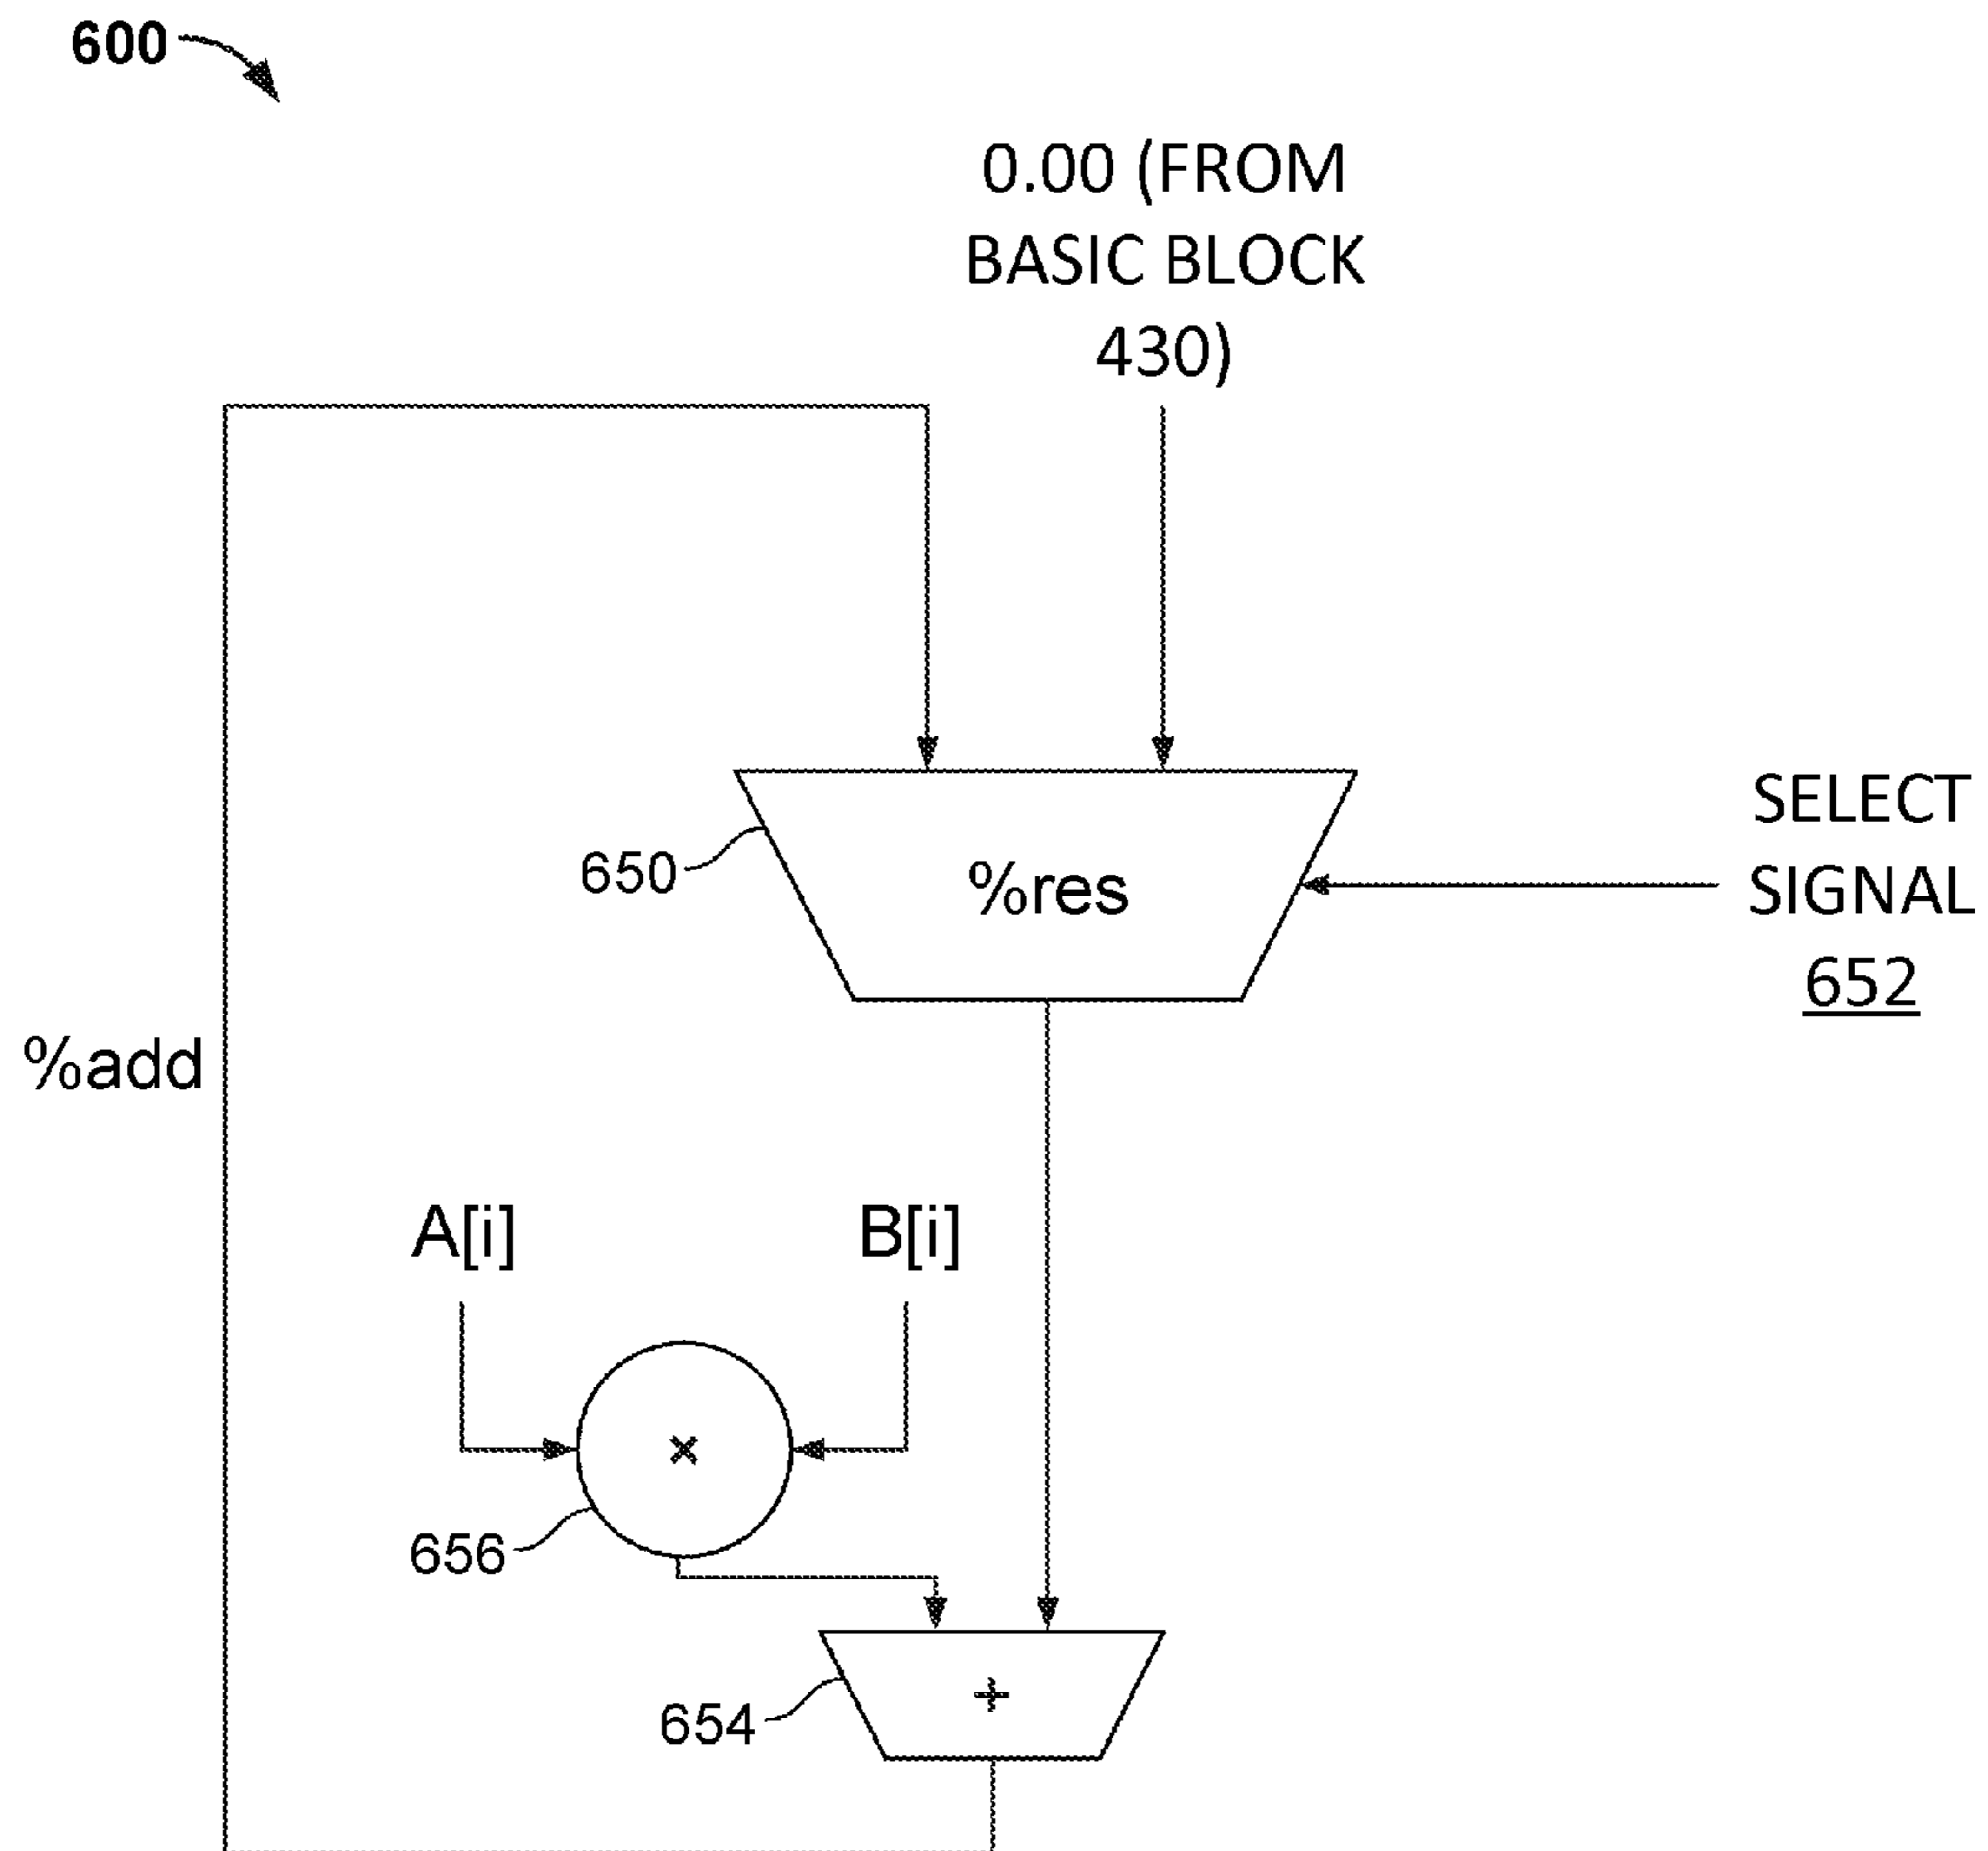 600
0.00 (FROM
BASIC BLOCK
430)
650
%res
SELECT
SIGNAL
652
%add
A[i]
B[i]
×
656
+
654